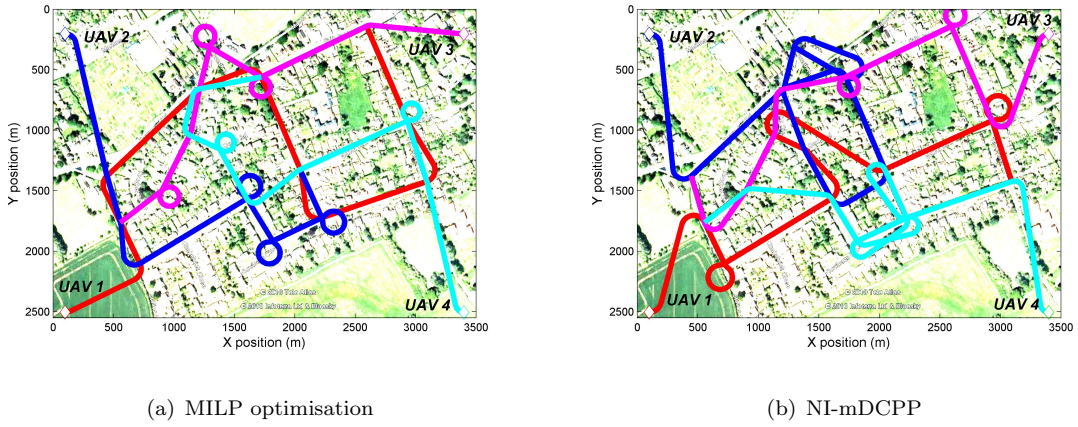 0
500
1000
1500
2000
2500
0 500 1000 1500 2000 2500 3000 3500
X position (m)
Y position (m)
UAV 2
UAV 3
UAV 1
UAV 4
(a) MILP optimisation
0
500
1000
1500
2000
2500
0 500 1000 1500 2000 2500 3000 3500
X position (m)
Y position (m)
UAV 2
UAV 3
UAV 1
UAV 4
(b) NI-mDCPP